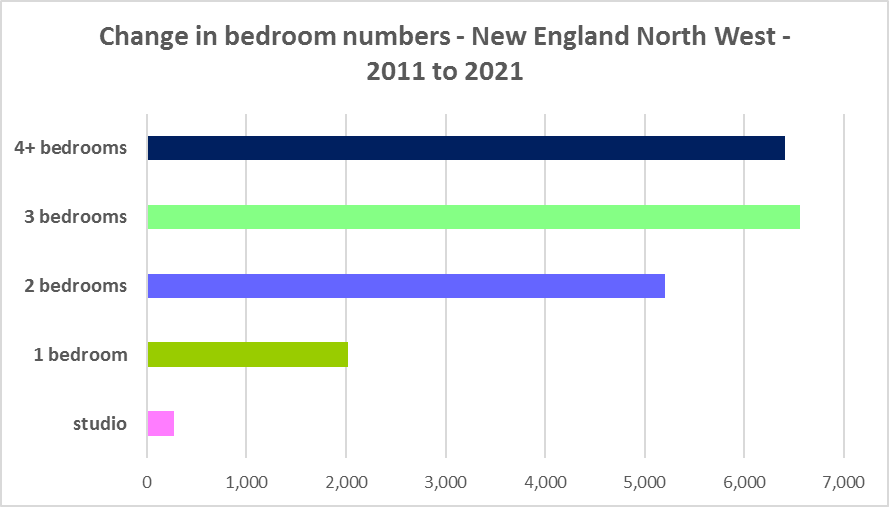 Change in bedroom numbers - New England North West -
2011 to 2021
4+ bedrooms
3 bedrooms
2 bedrooms
1 bedroom
studio
0 1,000 2,000 3,000 4,000 5,000 6,000 7,000